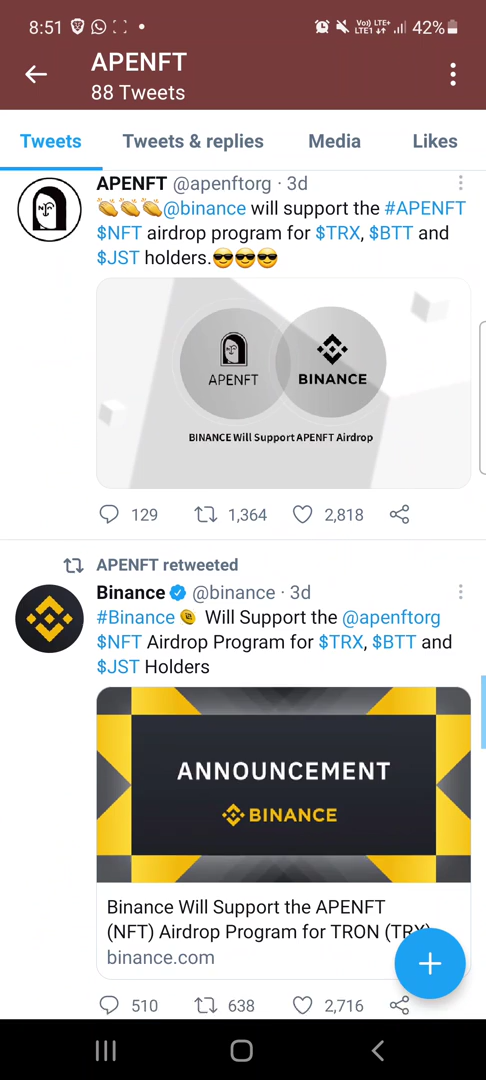 8:51
Vo) LTE+
LTE1 42%
APENFT
88 Tweets
Tweets Tweets & replies Media Likes
APENFT @apenftorg · 3d
👏👏👏@binance will support the #APENFT
$NFT airdrop program for $TRX, $BTT and
$JST holders.😎😎😎
APENFT BINANCE
BINANCE Will Support APENFT Airdrop
129 1,364 2,818
APENFT retweeted
Binance @binance · 3d
#Binance Will Support the @apenftorg
$NFT Airdrop Program for $TRX, $BTT and
$JST Holders
ANNOUNCEMENT
BINANCE
Binance Will Support the APENFT
(NFT) Airdrop Program for TRON (TRX)
binance.com
510 638 2,716